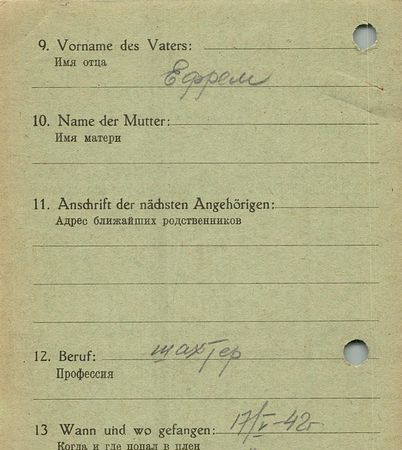 9. Vorname des Vaters:
Имя отца
Ефрем
10. Name der Mutter:
Имя матери
11. Anschrift der nächsten Angehörigen:
Адрес ближайших родственников
12. Beruf: шахтер
Профессия
13 Wann und wo gefangen: 17/V-42г
Когда и где попал в плен